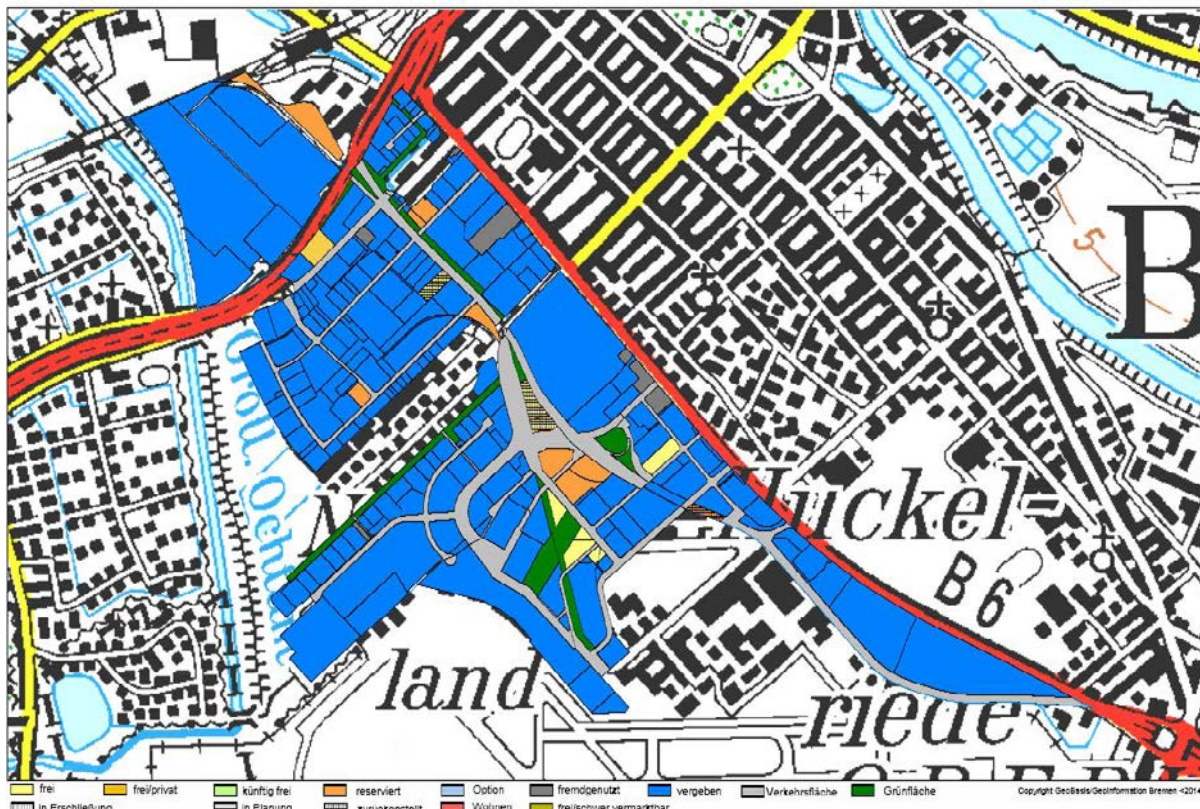 B
5
Huckel-
B 6
land
riede
frei frei/privat künftig frei reserviert Option fremdgenutzt vergeben Verkehrsfläche Grünfläche
in Erschließung in Planung zurückgestellt Wohnen frei/schwer vermarktbar
Copyright GeoBasis/GeoInformation Bremen